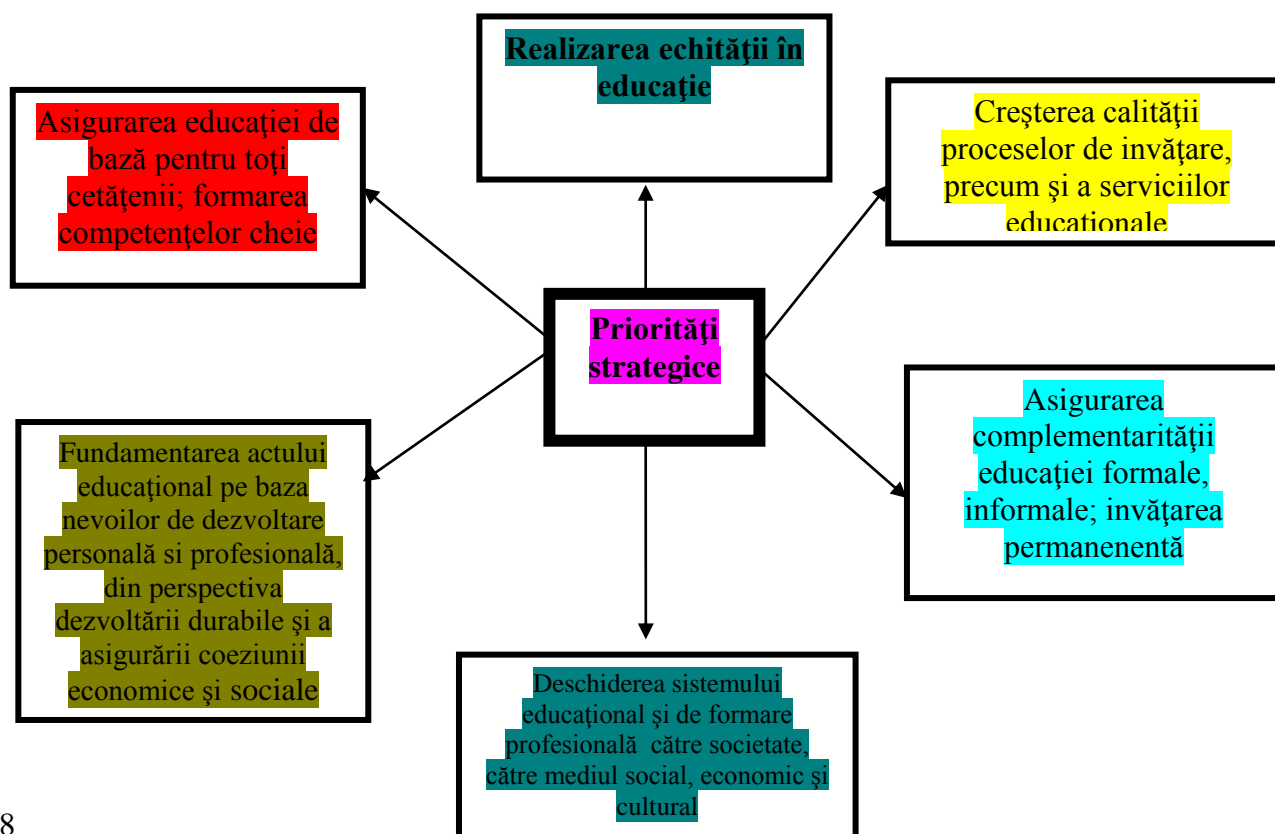 Realizarea echităţii în
educaţie
Asigurarea educaţiei de
bază pentru toţi
cetăţenii; formarea
competenţelor cheie
Creşterea calităţii
proceselor de invăţare,
precum şi a serviciilor
educaţionale
Priorităţi
strategice
Asigurarea
complementarităţii
educaţiei formale,
informale; invăţarea
permanenentă
Fundamentarea actului
educaţional pe baza
nevoilor de dezvoltare
personală si profesională,
din perspectiva
dezvoltării durabile şi a
asigurării coeziunii
economice şi sociale
Deschiderea sistemului
educaţional şi de formare
profesională către societate,
către mediul social, economic şi
cultural
8